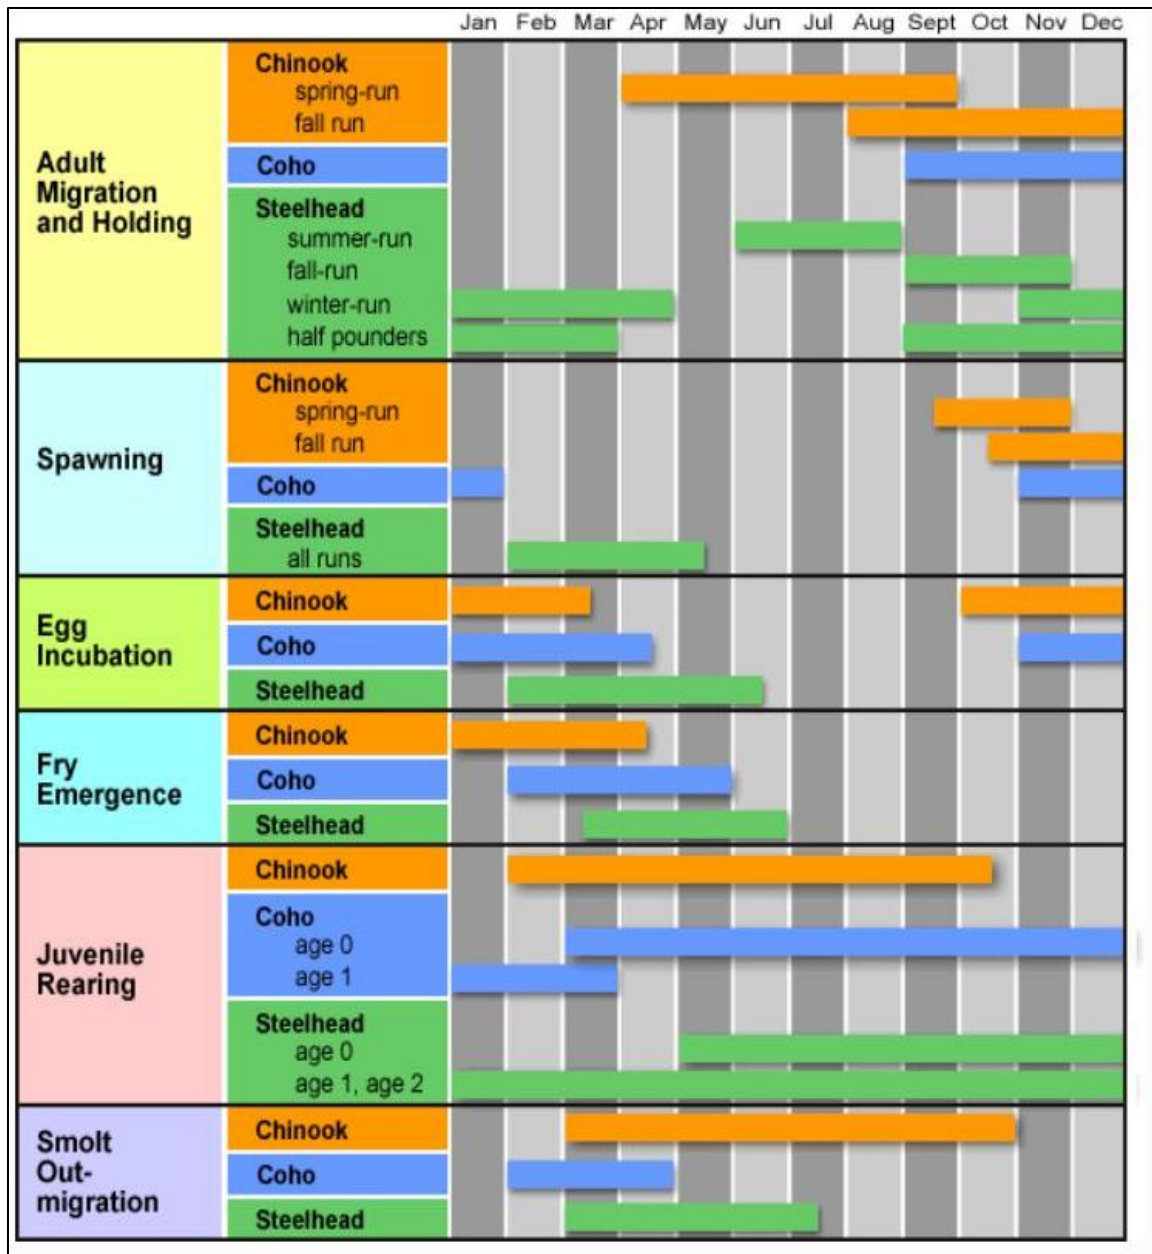 Jan Feb Mar Apr May Jun Jul Aug Sept Oct Nov Dec
Adult
Migration
and Holding
Chinook
spring-run
fall run
Coho
Steelhead
summer-run
fall-run
winter-run
half pounders
Spawning
Chinook
spring-run
fall run
Coho
Steelhead
all runs
Egg
Incubation
Chinook
Coho
Steelhead
Fry
Emergence
Chinook
Coho
Steelhead
Juvenile
Rearing
Chinook
Coho
age 0
age 1
Steelhead
age 0
age 1, age 2
Smolt
Out-
migration
Chinook
Coho
Steelhead